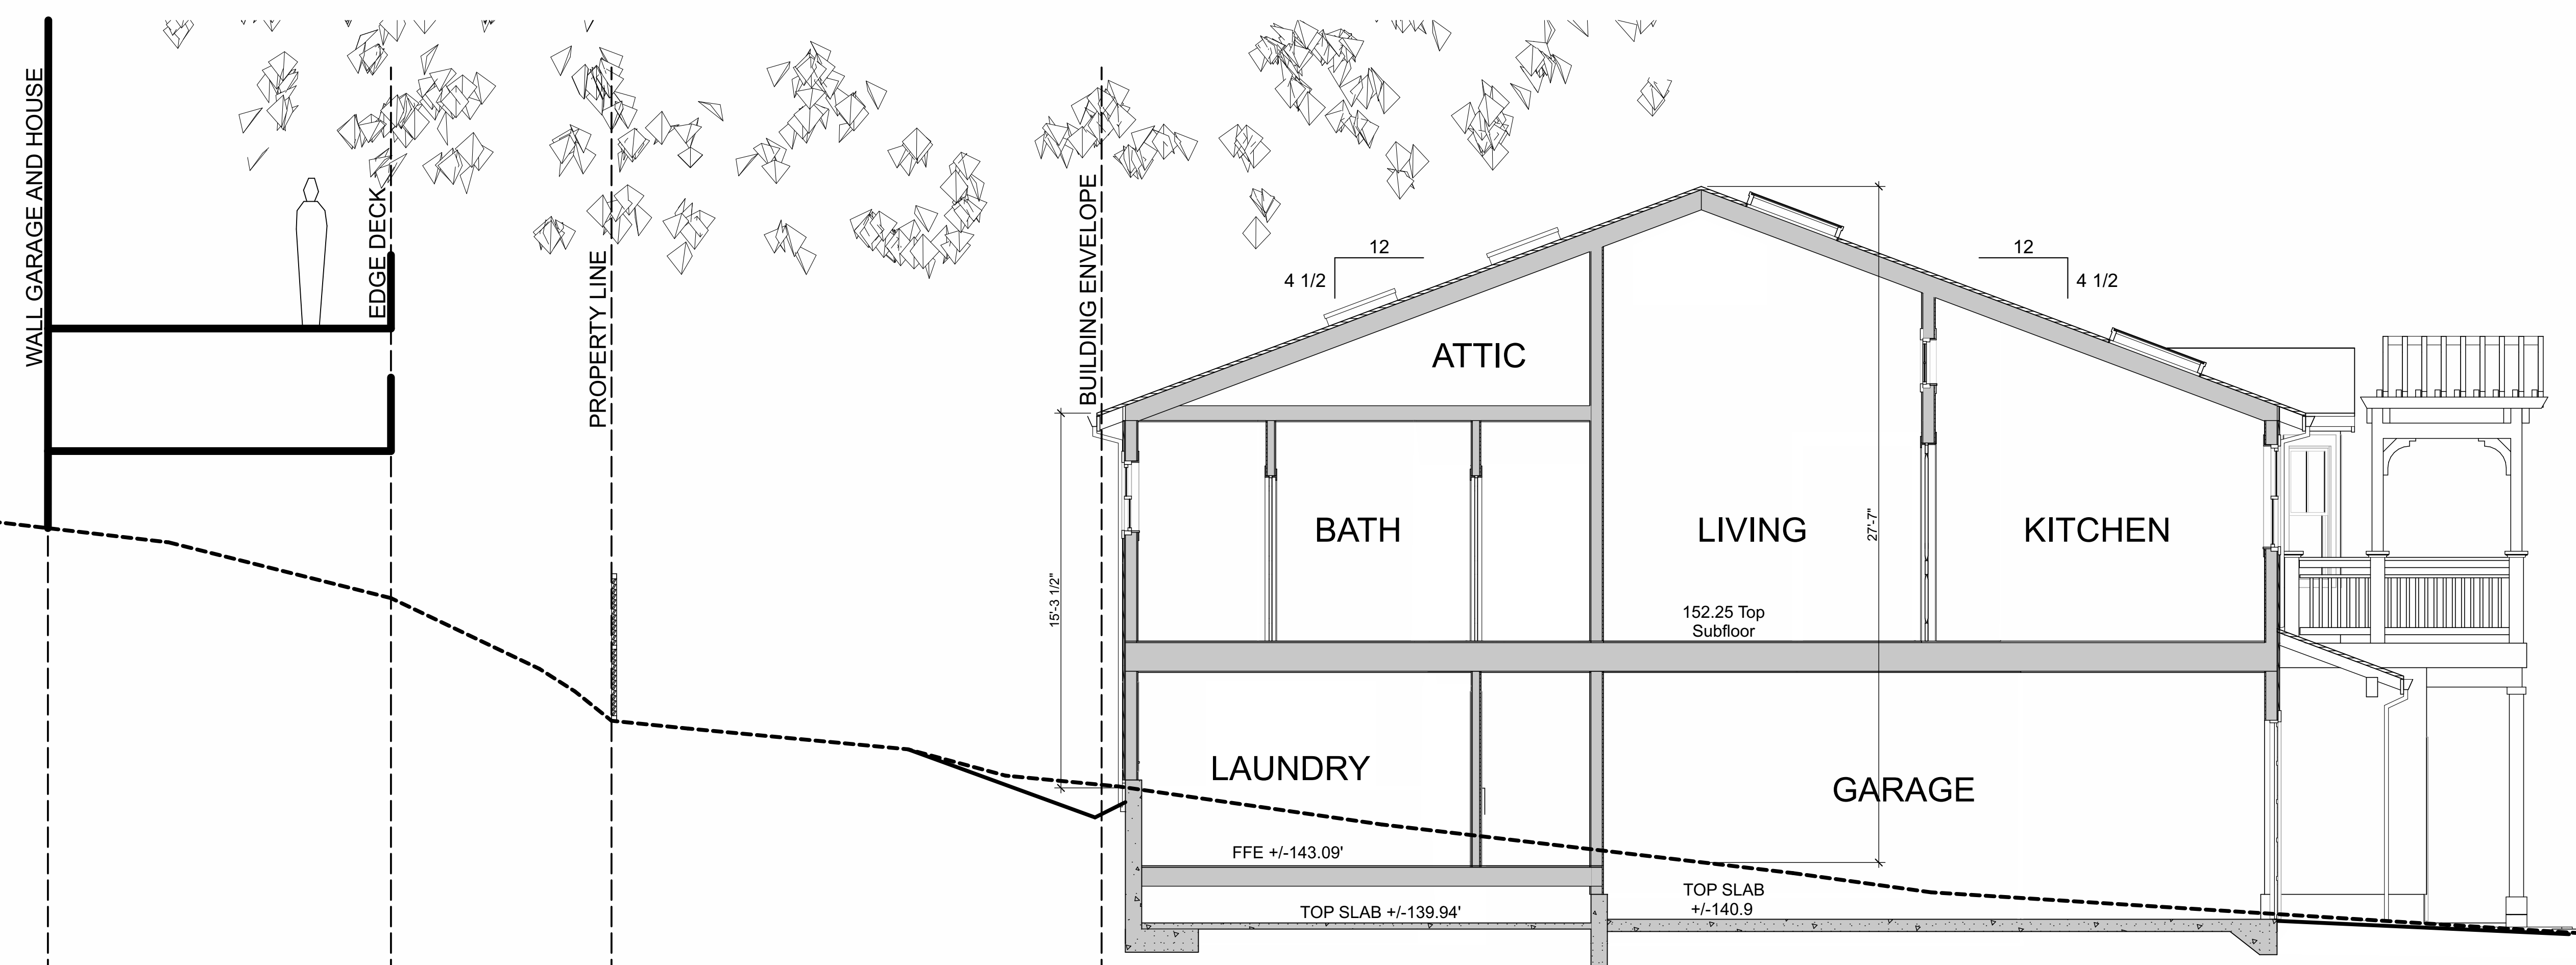 WALL GARAGE AND HOUSE
EDGE DECK
PROPERTY LINE
BUILDING ENVELOPE
12
4 1/2
12
4 1/2
ATTIC
BATH
LIVING
KITCHEN
27'-7"
15'-3 1/2"
152.25 Top
Subfloor
LAUNDRY
GARAGE
FFE +/-143.09'
TOP SLAB +/-139.94'
TOP SLAB
+/-140.9